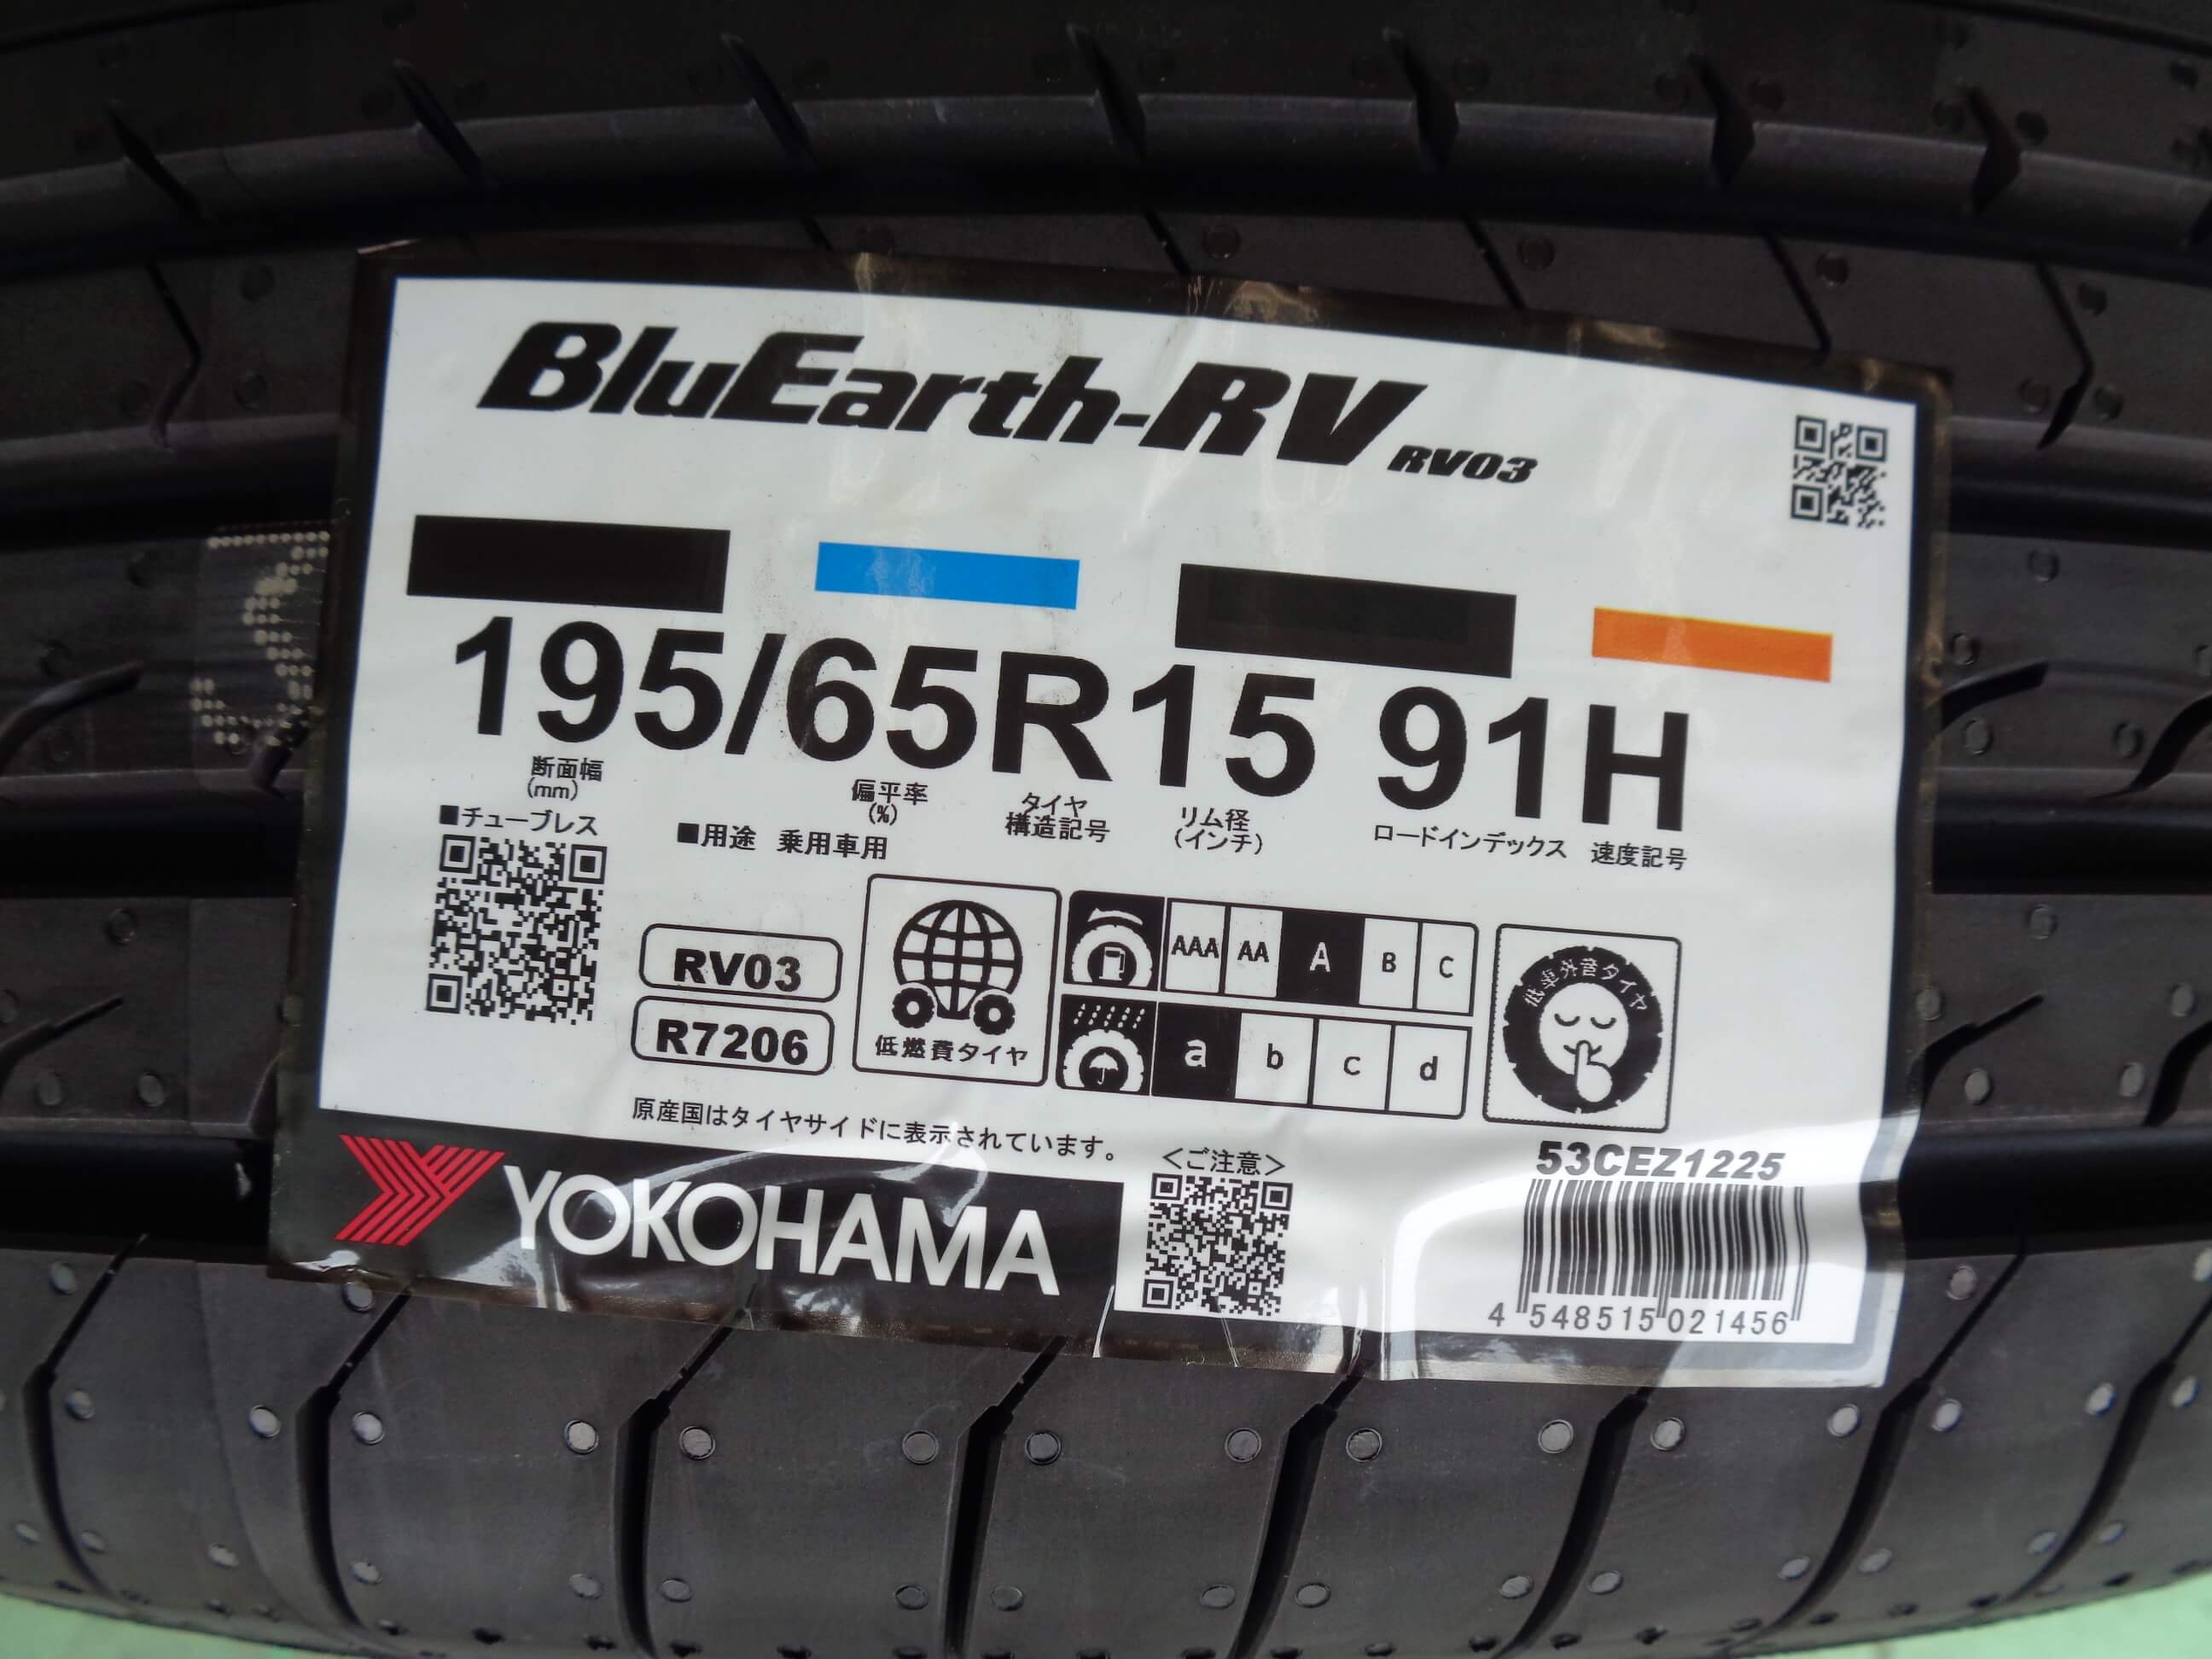 BluEarth-RV RV03
195/65R15 91H
断面幅
(mm)
偏平率
(%)
タイヤ
構造記号
リム径
(インチ)
ロードインデックス
速度記号
■チューブレス
■用途 乗用車用
RV03
R7206
低燃費タイヤ
AAA AA A B C
a b c d
低車外音タイヤ
原産国はタイヤサイドに表示されています。
YOKOHAMA
<ご注意>
53CEZ1225
4 548515 021456